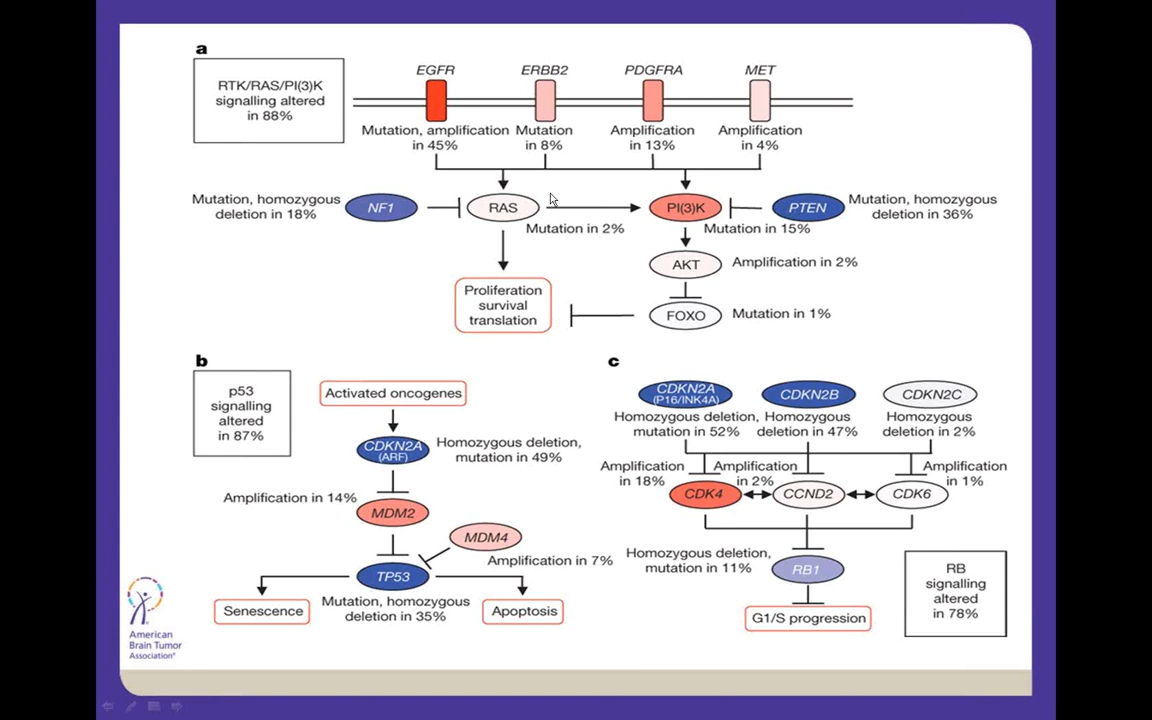 a
RTK/RAS/PI(3)K
signalling altered
in 88%
EGFR
Mutation, amplification
in 45%
ERBB2
Mutation
in 8%
PDGFRA
Amplification
in 13%
MET
Amplification
in 4%
Mutation, homozygous
deletion in 18%
NF1
RAS
Mutation in 2%
PI(3)K
Mutation in 15%
PTEN
Mutation, homozygous
deletion in 36%
AKT
Amplification in 2%
FOXO
Mutation in 1%
Proliferation
survival
translation
b
p53
signalling
altered
in 87%
Activated oncogenes
CDKN2A
(ARF)
Homozygous deletion,
mutation in 49%
Amplification in 14%
MDM2
MDM4
Amplification in 7%
TP53
Mutation, homozygous
deletion in 35%
Senescence
Apoptosis
c
CDKN2A
(P16/INK4A)
Homozygous deletion,
mutation in 52%
CDKN2B
Homozygous
deletion in 47%
CDKN2C
Homozygous
deletion in 2%
Amplification
in 18%
CDK4
Amplification
in 2%
CCND2
Amplification
in 1%
CDK6
Homozygous deletion,
mutation in 11%
RB1
G1/S progression
RB
signalling
altered
in 78%
American
Brain Tumor
Association®